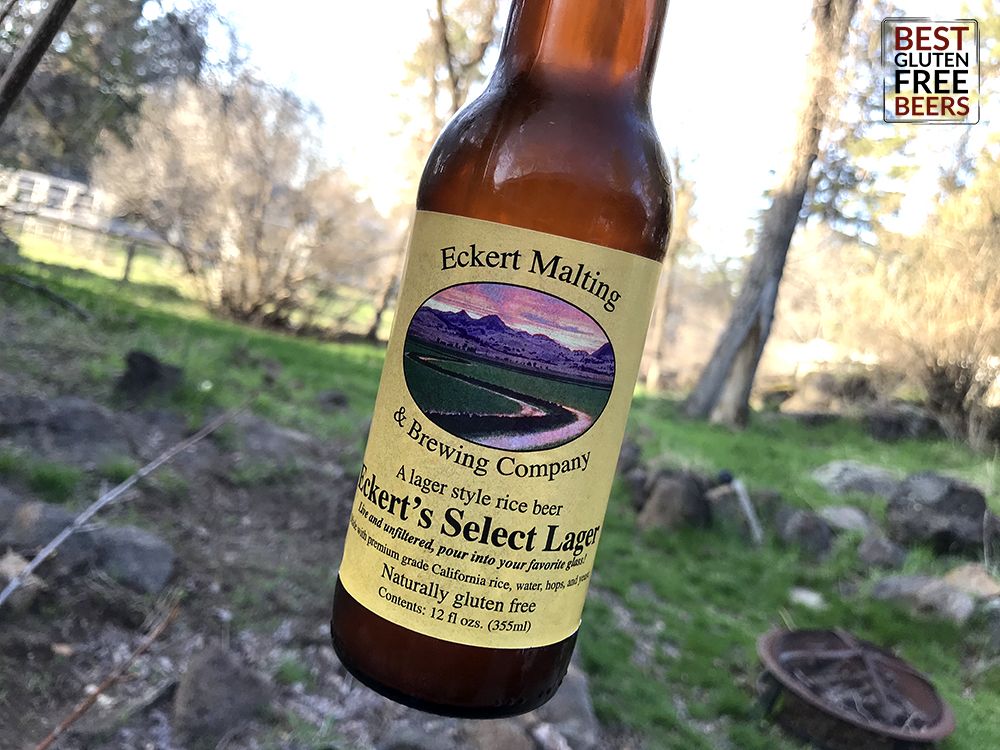 BEST
GLUTEN
FREE
BEERS
Eckert Malting
& Brewing Company
A lager style rice beer
Eckert's Select Lager
Live and unfiltered, pour into your favorite glass!
with premium grade California rice, water, hops, and
Naturally gluten free
Contents: 12 fl ozs. (355ml)